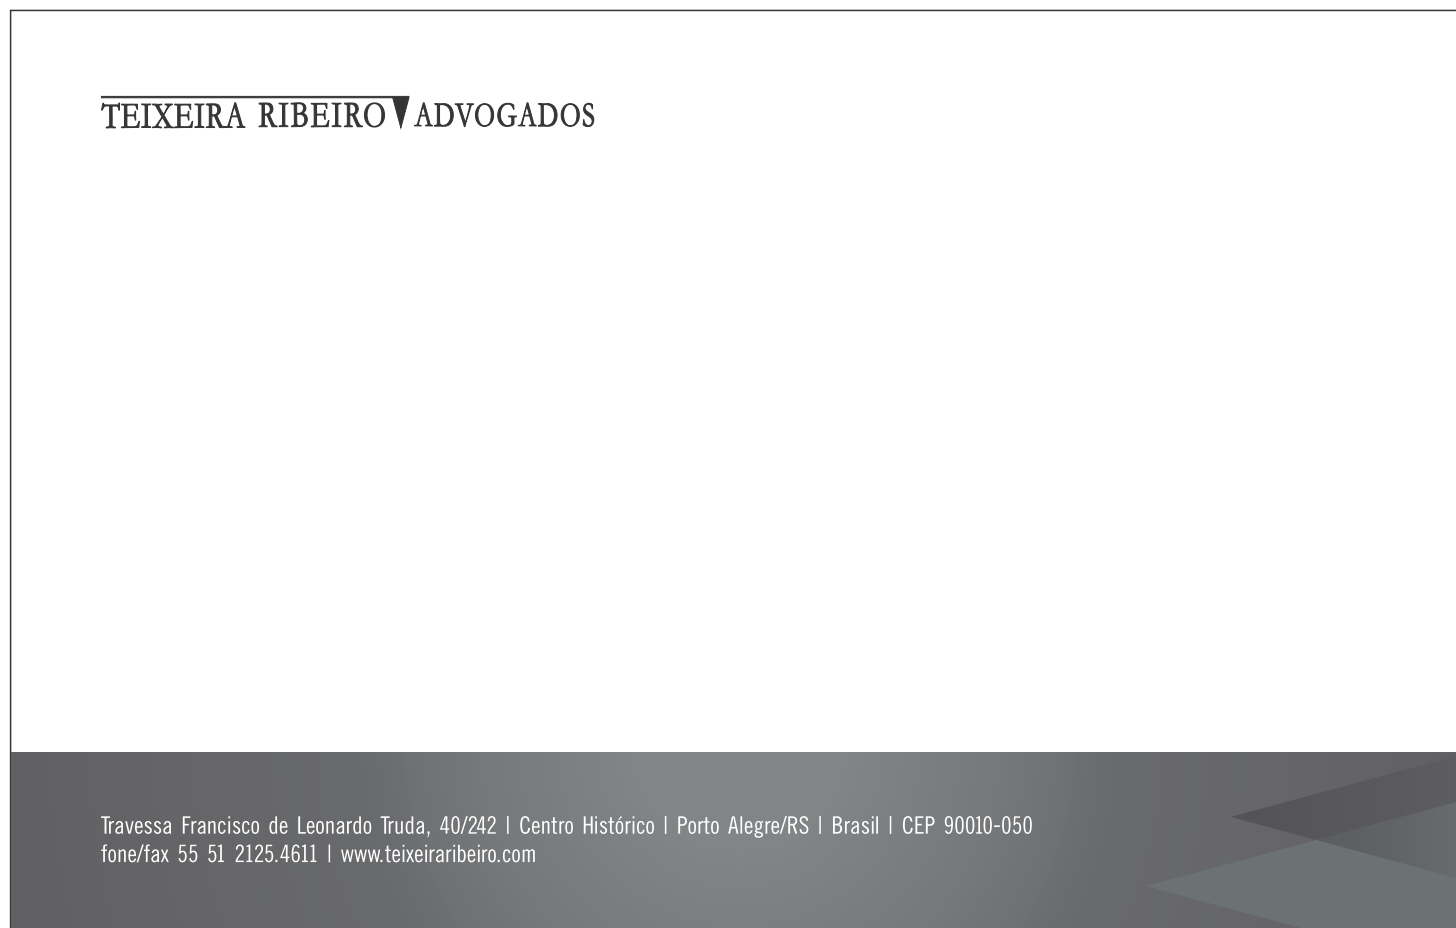 TEIXEIRA RIBEIRO ADVOGADOS
Travessa Francisco de Leonardo Truda, 40/242 | Centro Histórico | Porto Alegre/RS | Brasil | CEP 90010-050
fone/fax 55 51 2125.4611 | www.teixeiraribeiro.com